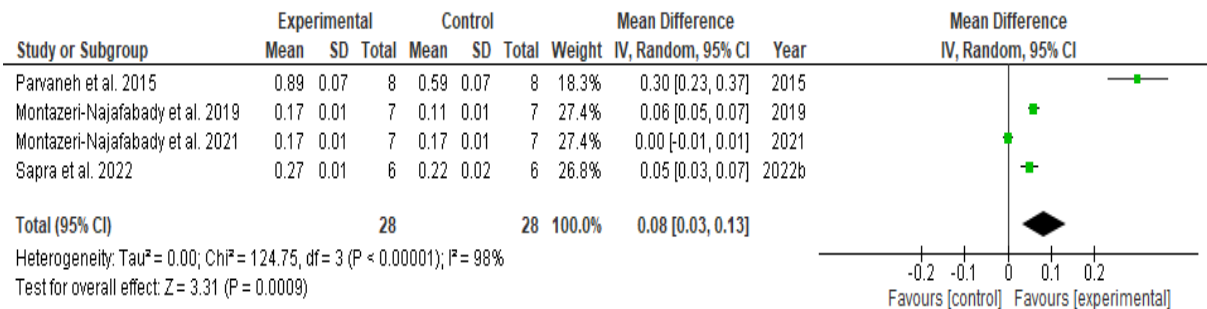 Experimental Control Mean Difference Mean Difference
Study or Subgroup Mean SD Total Mean SD Total Weight IV, Random, 95% CI Year IV, Random, 95% CI
Parvaneh et al. 2015 0.89 0.07 8 0.59 0.07 8 18.3% 0.30 [0.23, 0.37] 2015
Montazeri-Najafabady et al. 2019 0.17 0.01 7 0.11 0.01 7 27.4% 0.06 [0.05, 0.07] 2019
Montazeri-Najafabady et al. 2021 0.17 0.01 7 0.17 0.01 7 27.4% 0.00 [-0.01, 0.01] 2021
Sapra et al. 2022 0.27 0.01 6 0.22 0.02 6 26.8% 0.05 [0.03, 0.07] 2022b
Total (95% CI) 28 28 100.0% 0.08 [0.03, 0.13]
Heterogeneity: Tau² = 0.00; Chi² = 124.75, df = 3 (P < 0.00001); I² = 98%
Test for overall effect: Z = 3.31 (P = 0.0009)
-0.2 -0.1 0 0.1 0.2
Favours [control] Favours [experimental]